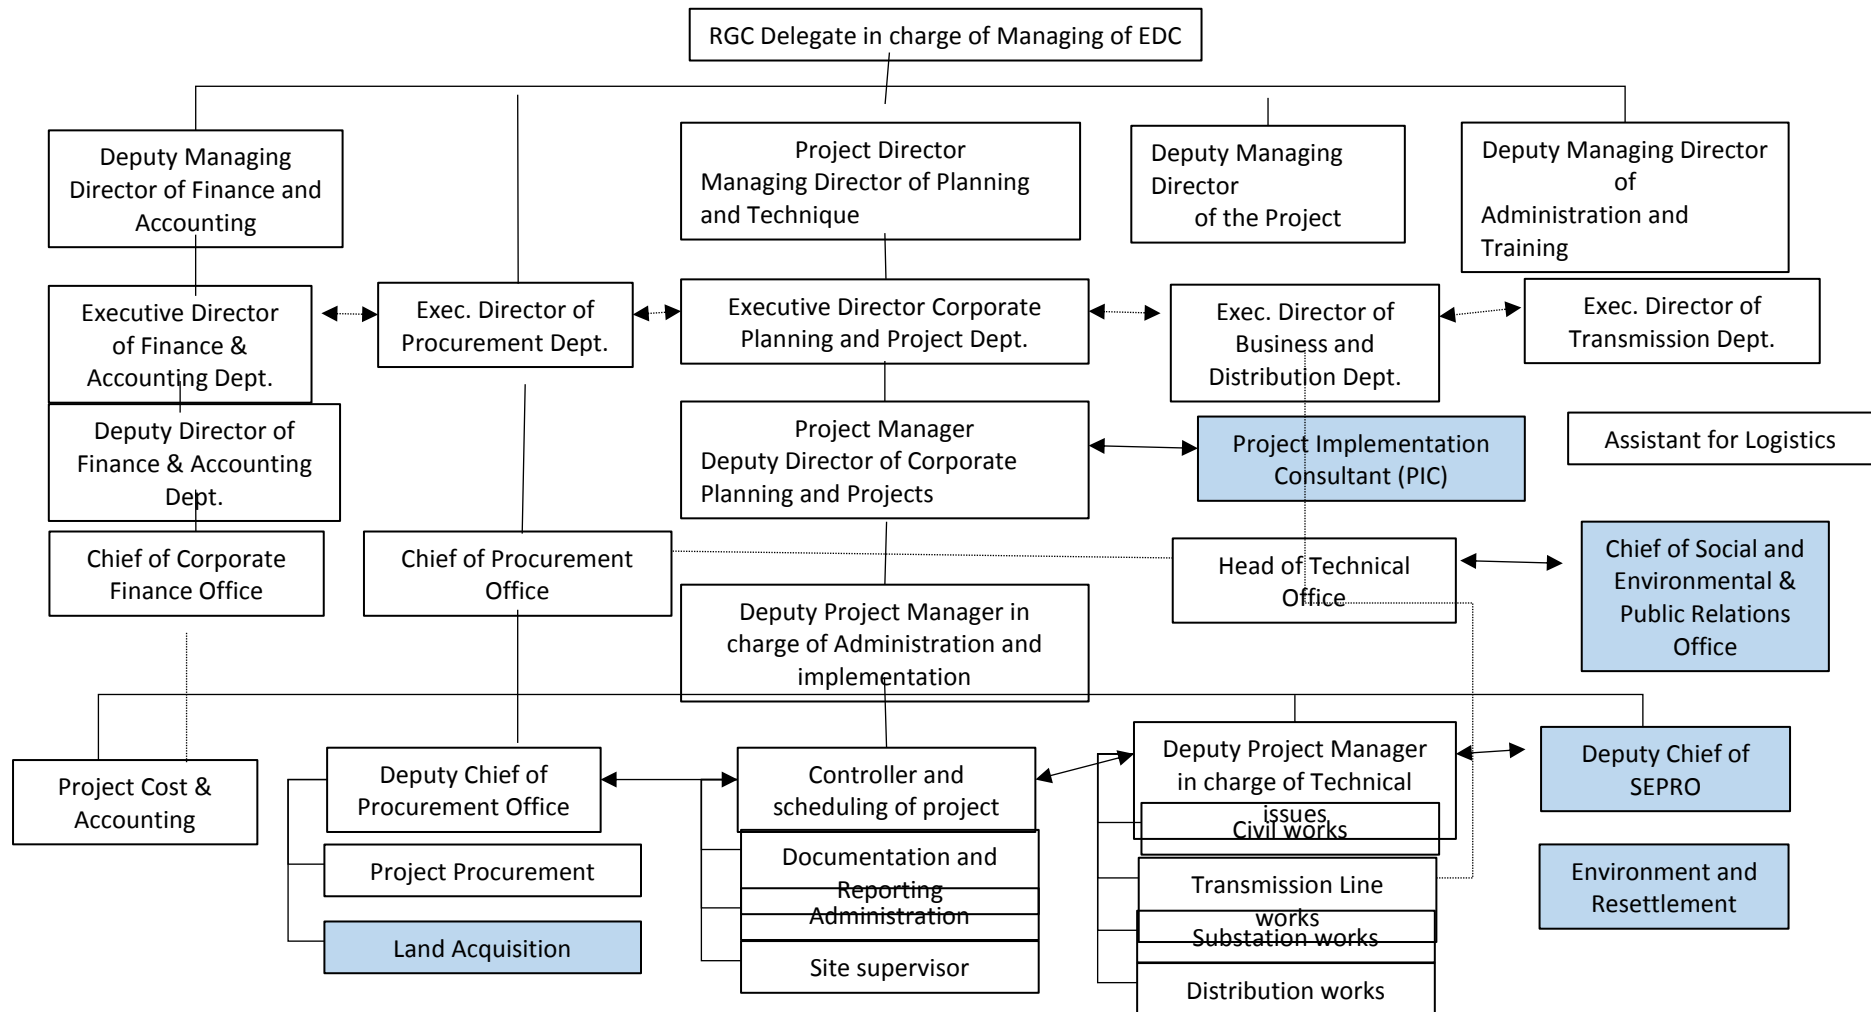 RGC Delegate in charge of Managing of EDC
Deputy Managing
Director of Finance and
Accounting
Project Director
Managing Director of Planning
and Technique
Deputy Managing
Director
of the Project
Deputy Managing Director
of
Administration and
Training
Executive Director
of Finance &
Accounting Dept.
Exec. Director of
Procurement Dept.
Executive Director Corporate
Planning and Project Dept.
Exec. Director of
Business and
Distribution Dept.
Exec. Director of
Transmission Dept.
Deputy Director of
Finance & Accounting
Dept.
Project Manager
Deputy Director of Corporate
Planning and Projects
Project Implementation
Consultant (PIC)
Assistant for Logistics
Chief of Corporate
Finance Office
Chief of Procurement
Office
Head of Technical
Office
Chief of Social and
Environmental &
Public Relations
Office
Deputy Project Manager in
charge of Administration and
implementation
Project Cost &
Accounting
Deputy Chief of
Procurement Office
Controller and
scheduling of project
Deputy Project Manager
in charge of Technical
issues
Deputy Chief of
SEPRO
Project Procurement
Land Acquisition
Documentation and
Reporting
Administration
Site supervisor
Civil works
Transmission Line
works
Substation works
Distribution works
Environment and
Resettlement